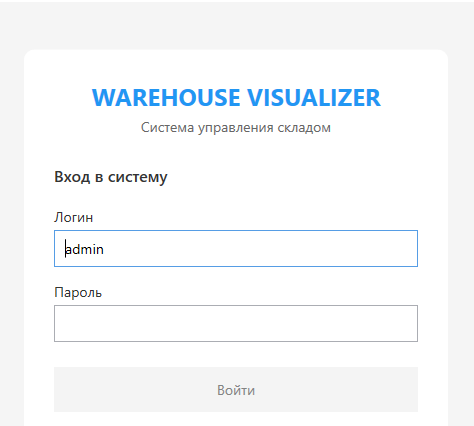 WAREHOUSE VISUALIZER
Система управления складом
Вход в систему
Логин
admin
Пароль
Войти